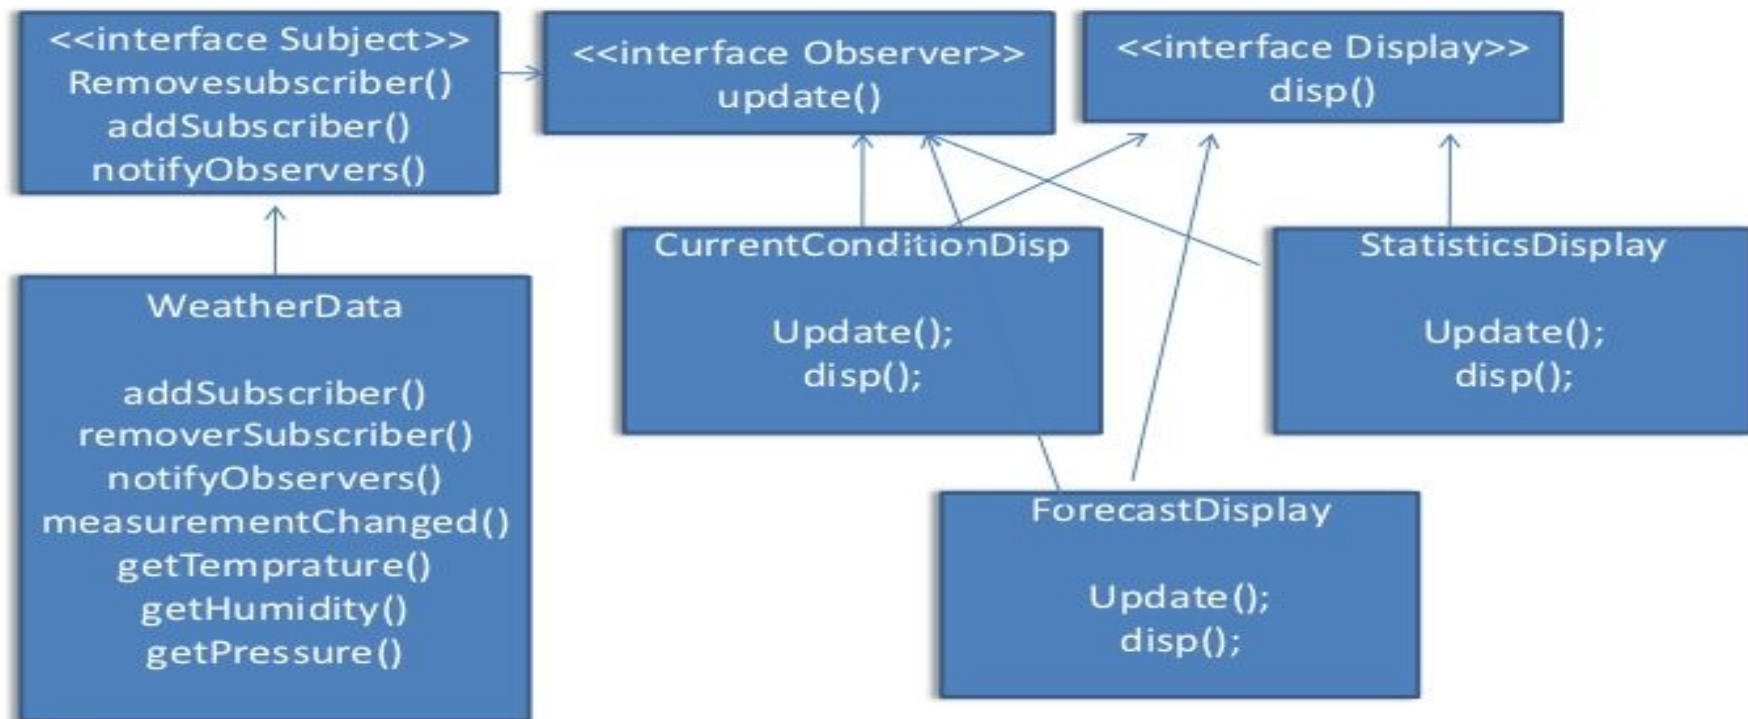 <<interface Subject>>
Removesubscriber()
addSubscriber()
notifyObservers()
<<interface Observer>>
update()
<<interface Display>>
disp()
WeatherData
addSubscriber()
removerSubscriber()
notifyObservers()
measurementChanged()
getTemprature()
getHumidity()
getPressure()
CurrentConditionDisp
Update();
disp();
StatisticsDisplay
Update();
disp();
ForecastDisplay
Update();
disp();